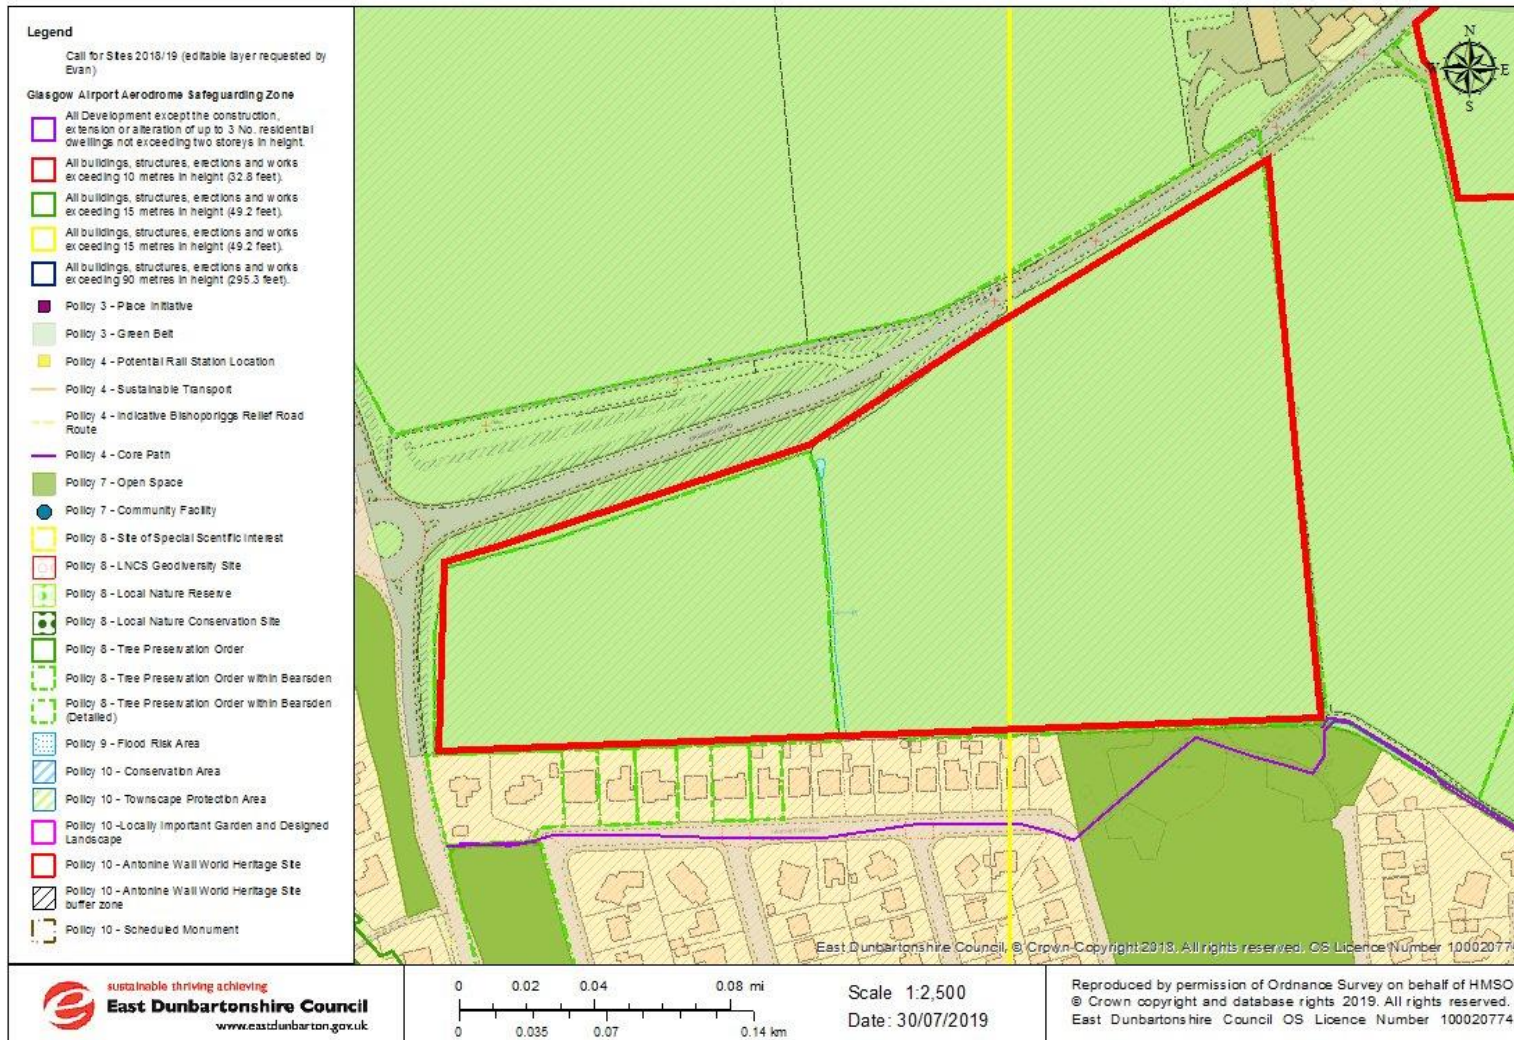 Legend
Call for Sites 2018/19 (editable layer requested by
Evan)
Glasgow Airport Aerodrome Safeguarding Zone
All Development except the construction,
extension or alteration of up to 3 No. residential
dwellings not exceeding two storeys in height.
All buildings, structures, erections and works
exceeding 10 metres in height (32.8 feet).
All buildings, structures, erections and works
exceeding 15 metres in height (49.2 feet).
All buildings, structures, erections and works
exceeding 15 metres in height (49.2 feet).
All buildings, structures, erections and works
exceeding 90 metres in height (295.3 feet).
Policy 3 - Place Initiative
Policy 3 - Green Belt
Policy 4 - Potential Rail Station Location
Policy 4 - Sustainable Transport
Policy 4 - Indicative Bishopbriggs Relief Road
Route
Policy 4 - Core Path
Policy 7 - Open Space
Policy 7 - Community Facility
Policy 8 - Site of Special Scentific Interest
Policy 8 - LNCS Geodiversity Site
Policy 8 - Local Nature Reserve
Policy 8 - Local Nature Conservation Site
Policy 8 - Tree Preservation Order
Policy 8 - Tree Preservation Order within Bearsden
Policy 8 - Tree Preservation Order within Bearsden
(Detailed)
Policy 9 - Flood Risk Area
Policy 10 - Conservation Area
Policy 10 - Townscape Protection Area
Policy 10 -Locally Important Garden and Designed
Landscape
Policy 10 - Antonine Wall World Heritage Site
Policy 10 - Antonine Wall World Heritage Site
buffer zone
Policy 10 - Scheduled Monument
N
E
S
East Dunbartonshire Council, © Crown Copyright 2018. All rights reserved. OS Licence Number 10002077
sustainable thriving achieving
East Dunbartonshire Council
www.eastdunbarton.gov.uk
0 0.02 0.04 0.08 mi
0 0.035 0.07 0.14 km
Scale 1:2,500
Date: 30/07/2019
Reproduced by permission of Ordnance Survey on behalf of HMSO
© Crown copyright and database rights 2019. All rights reserved.
East Dunbartonshire Council OS Licence Number 100020774